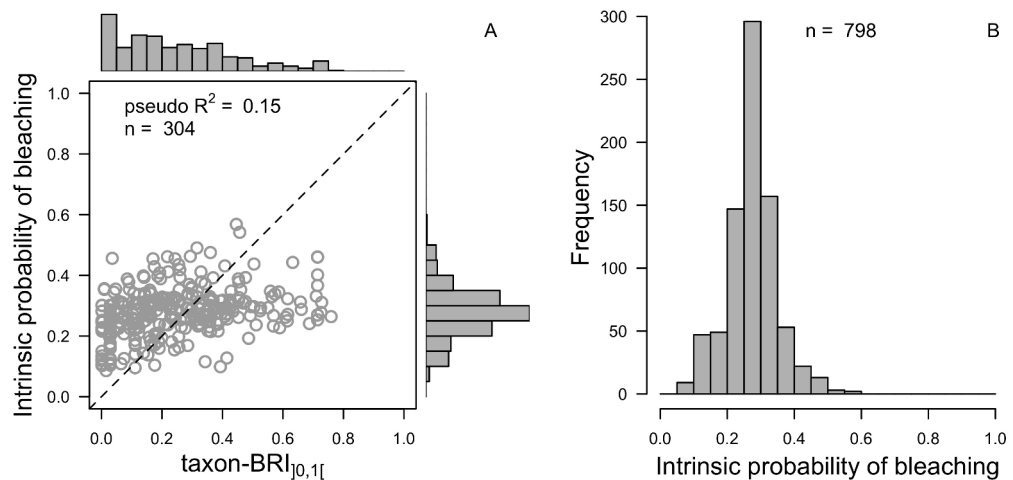 A
pseudo R2 = 0.15
n = 304
Intrinsic probability of bleaching
1.0
0.8
0.6
0.4
0.2
0.0
0.0 0.2 0.4 0.6 0.8 1.0
taxon-BRI]0,1[
n = 798 B
Frequency
300
250
200
150
100
50
0
0.0 0.2 0.4 0.6 0.8 1.0
Intrinsic probability of bleaching